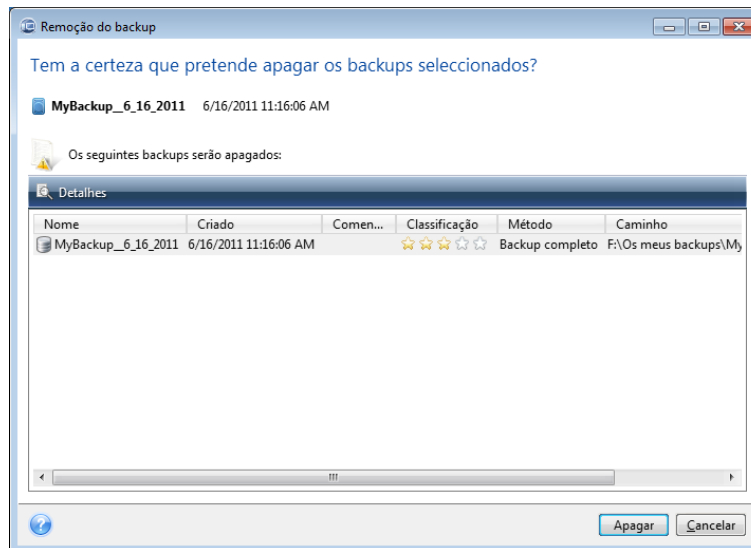 Remoção do backup
Tem a certeza que pretende apagar os backups seleccionados?
MyBackup__6_16_2011 6/16/2011 11:16:06 AM
Os seguintes backups serão apagados:
Detalhes
Nome Criado Comen... Classificação Método Caminho
MyBackup__6_16_2011 6/16/2011 11:16:06 AM Backup completo F:\Os meus backups\My
Apagar Cancelar